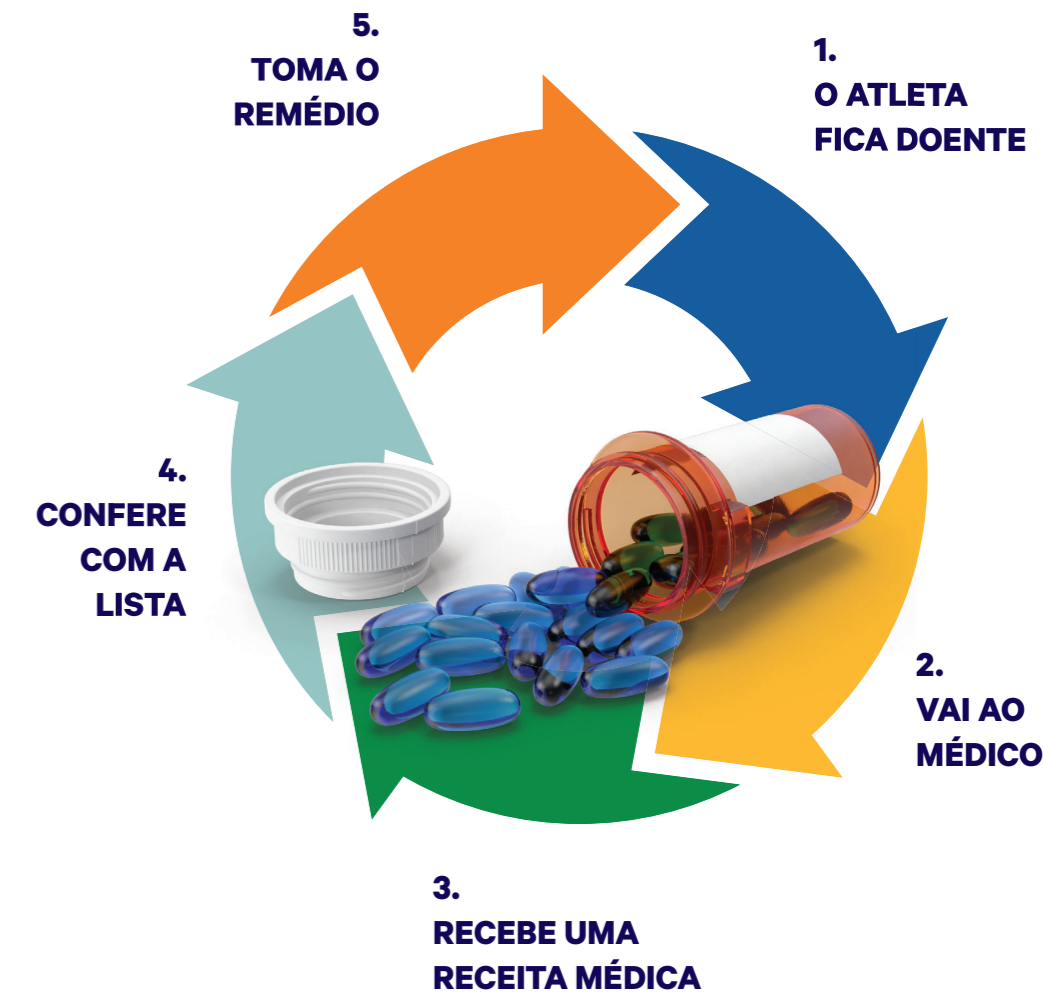 1.
O ATLETA
FICA DOENTE
2.
VAI AO
MÉDICO
3.
RECEBE UMA
RECEITA MÉDICA
4.
CONFERE
COM A
LISTA
5.
TOMA O
REMÉDIO